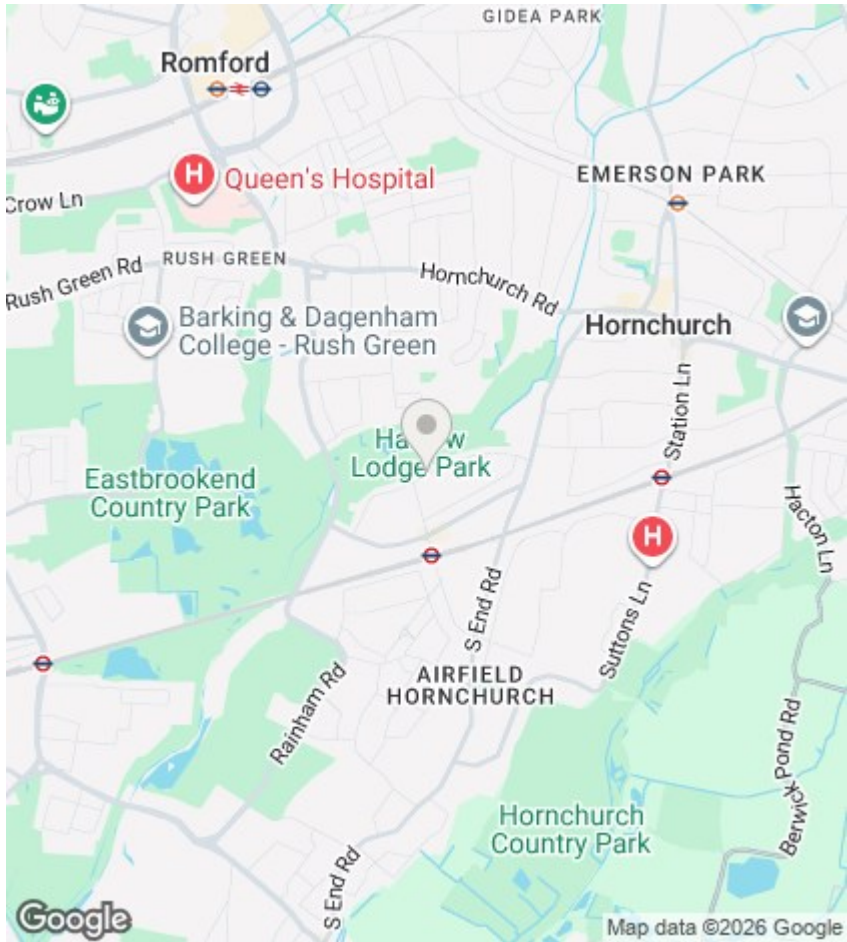 GIDEA PARK
Romford
Queen's Hospital
EMERSON PARK
Crow Ln
RUSH GREEN
Hornchurch Rd
Rush Green Rd
Barking & Dagenham
College - Rush Green
Hornchurch
Station Ln
Lodge Park
Eastbrookend
Country Park
Hacton Ln
S End Rd
Suttons Ln
AIRFIELD
HORNCHURCH
Rainham Rd
Berwick Pond Rd
Hornchurch
Country Park
S End Rd
Google
Map data ©2026 Google